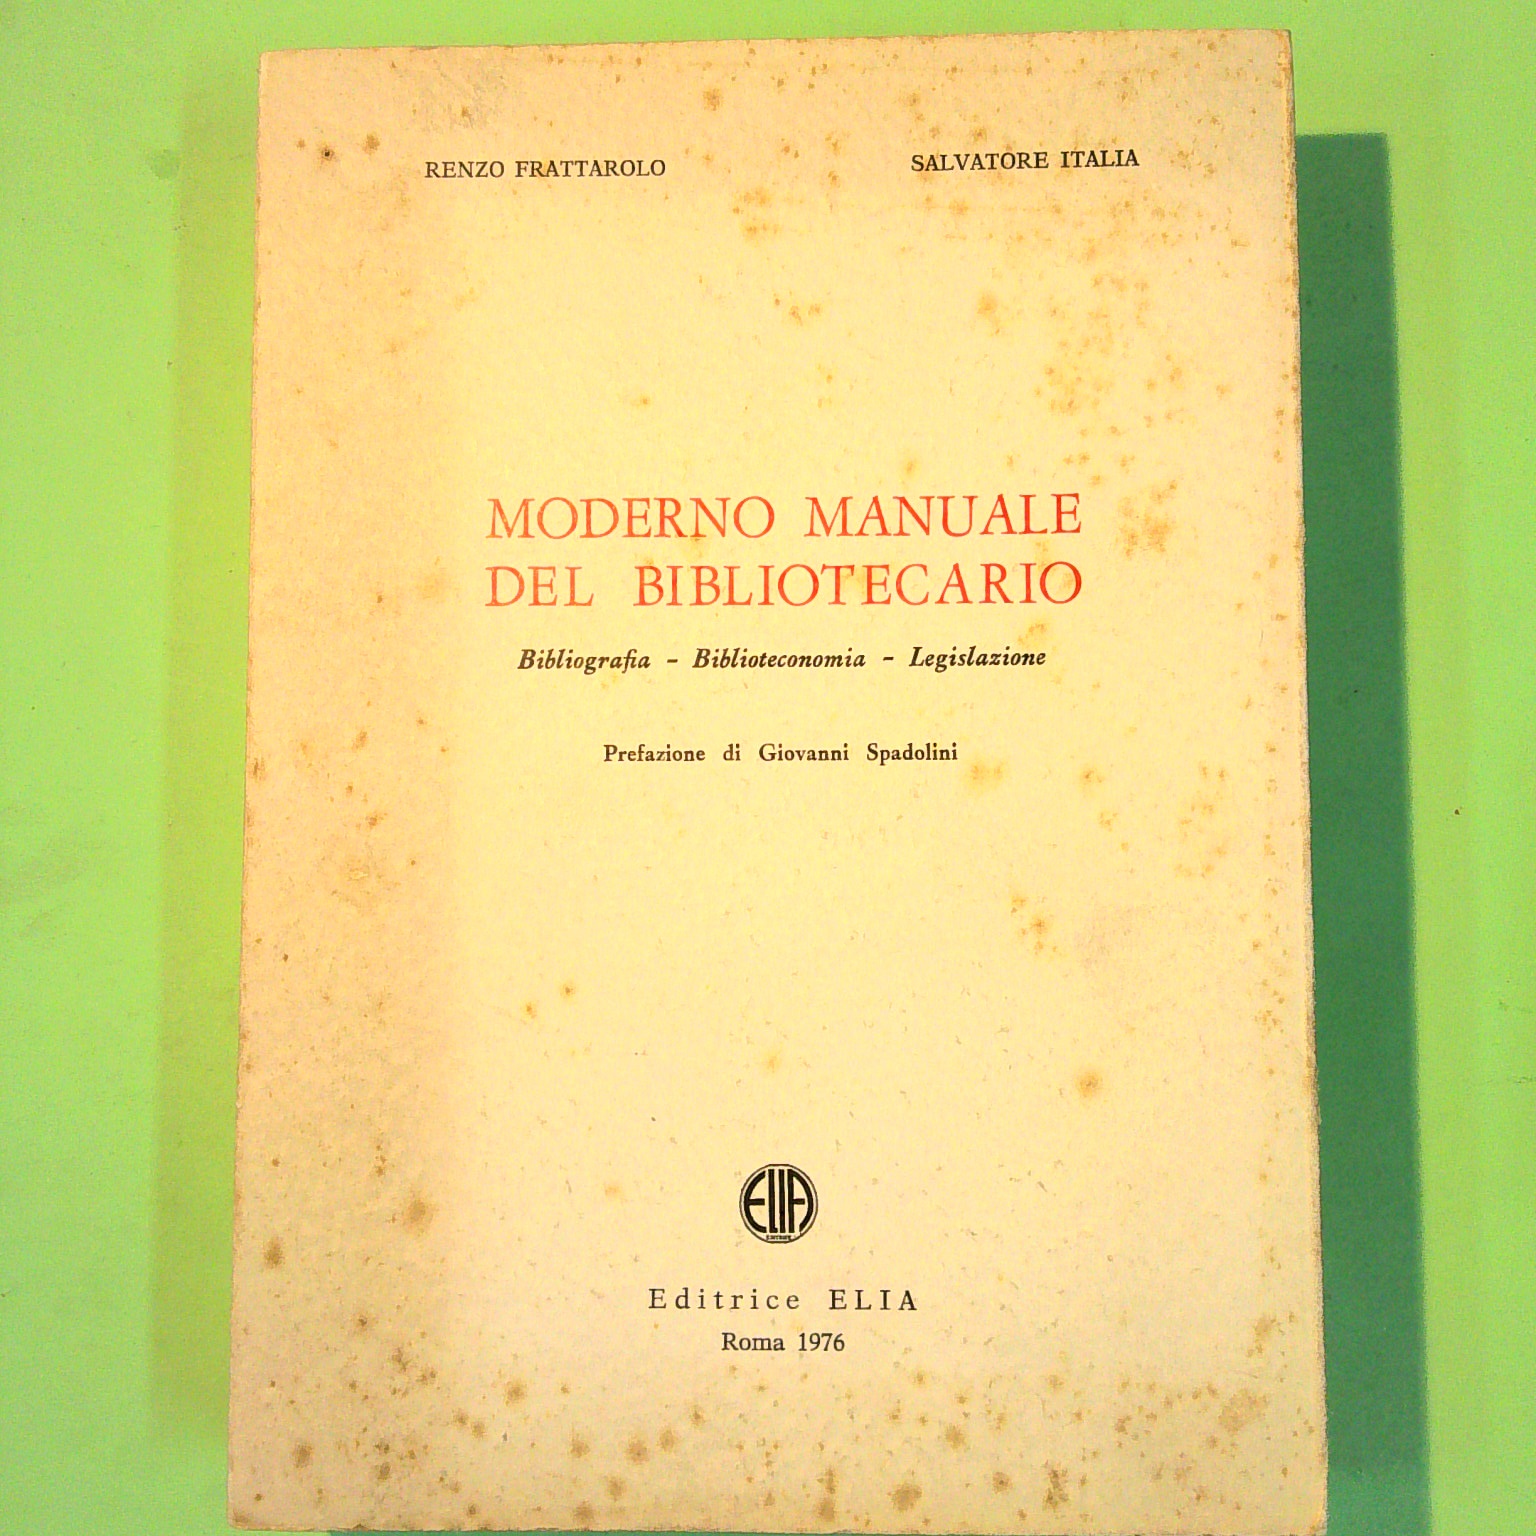 RENZO FRATTAROLO
SALVATORE ITALIA
MODERNO MANUALE
DEL BIBLIOTECARIO
Bibliografia - Biblioteconomia - Legislazione
Prefazione di Giovanni Spadolini
ELIA
EDITRICE
Editrice ELIA
Roma 1976